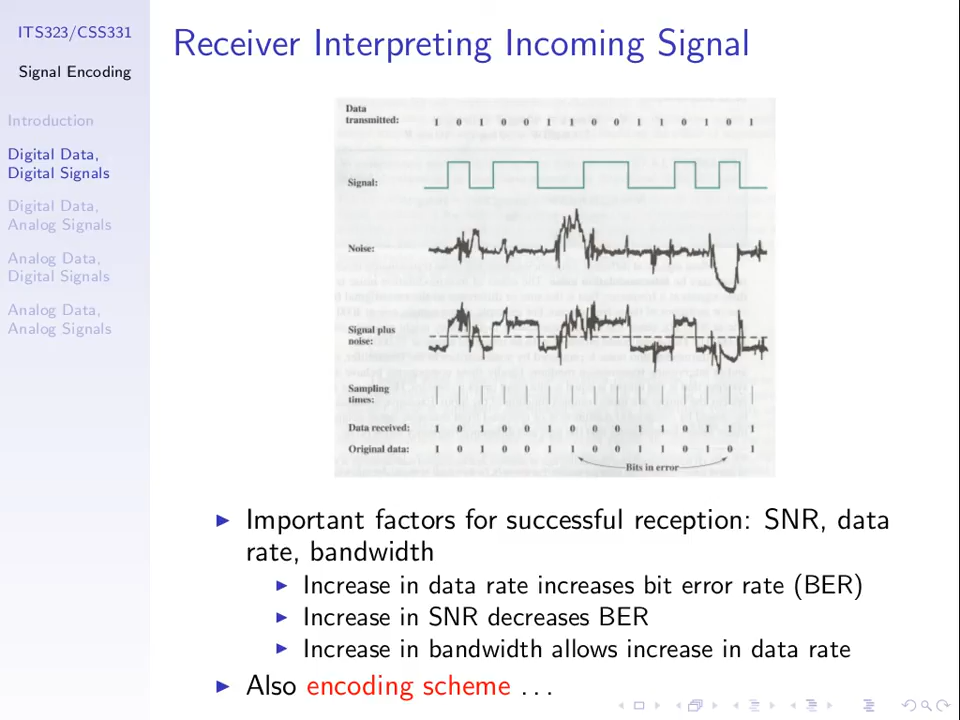 ITS323/CSS331
Signal Encoding
Introduction
Digital Data,
Digital Signals
Digital Data,
Analog Signals
Analog Data,
Digital Signals
Analog Data,
Analog Signals
Receiver Interpreting Incoming Signal
Data
transmitted: 1 0 1 0 0 1 1 0 0 1 1 0 1 0 1
Signal:
Noise:
Signal plus
noise:
Sampling
times:
Data received: 1 0 1 0 0 1 0 0 0 1 1 0 1 1 1
Original data: 1 0 1 0 0 1 1 0 0 1 1 0 1 0 1
Bits in error
Important factors for successful reception: SNR, data
rate, bandwidth
Increase in data rate increases bit error rate (BER)
Increase in SNR decreases BER
Increase in bandwidth allows increase in data rate
Also encoding scheme ...